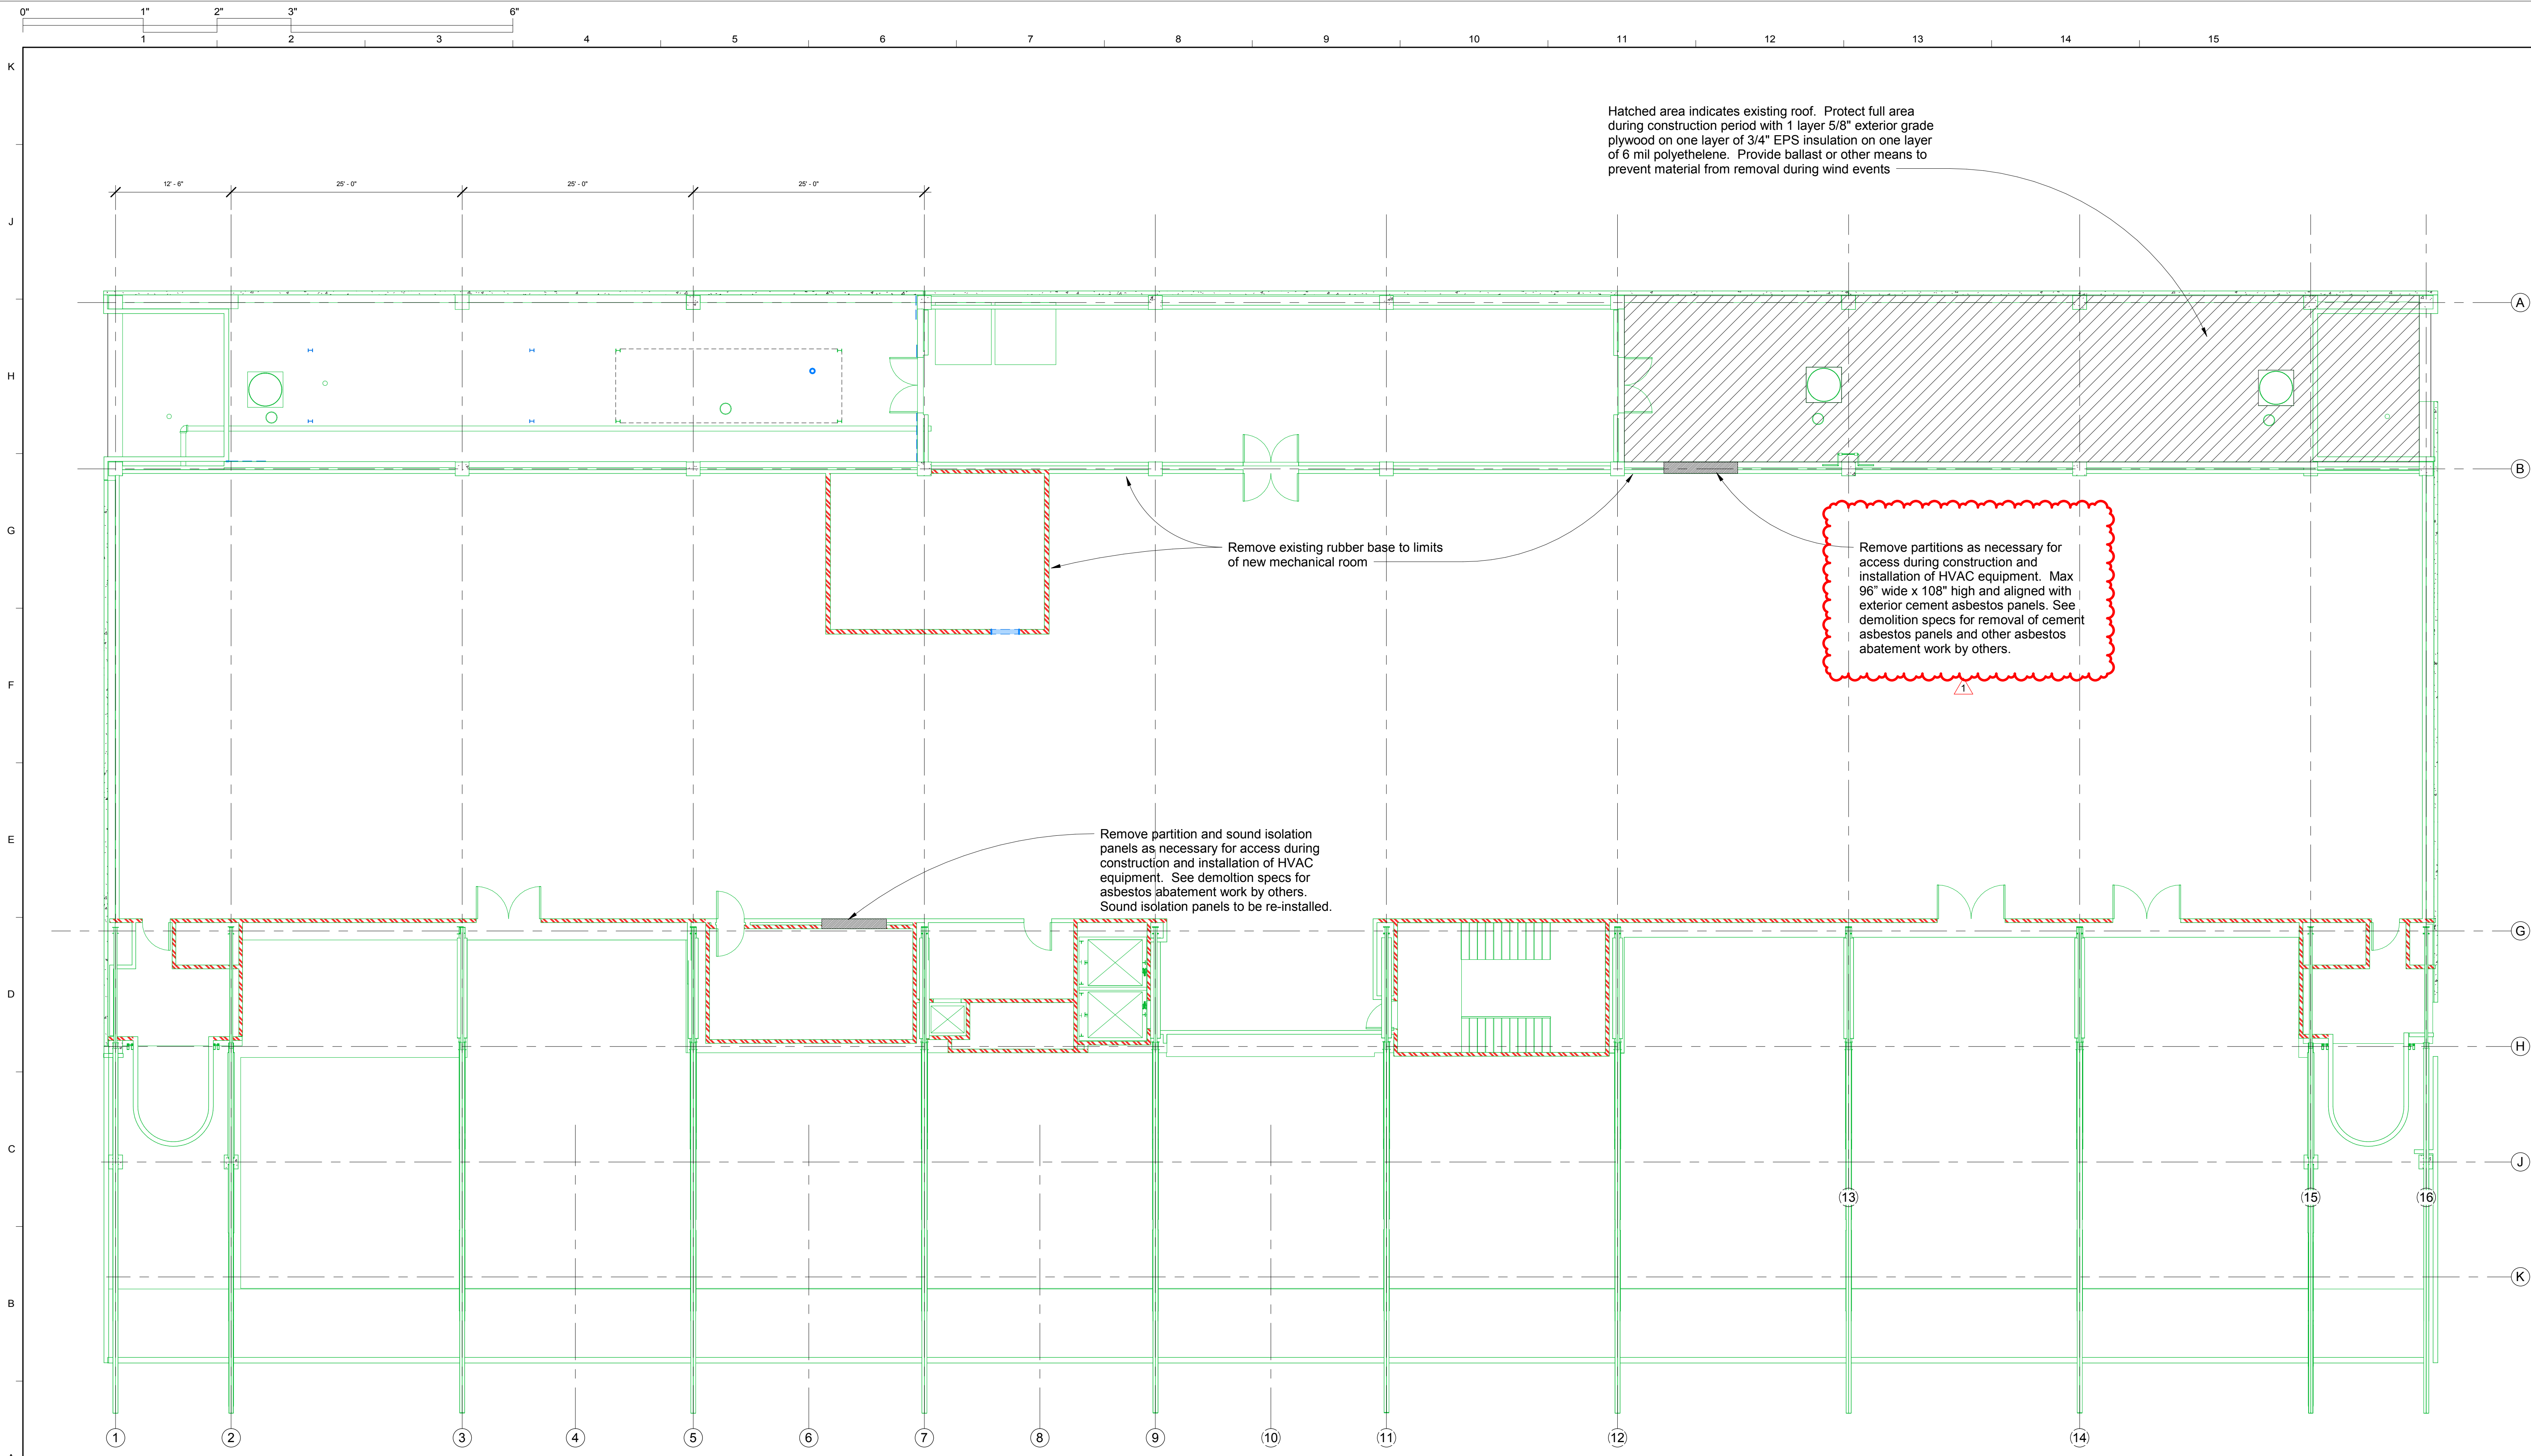 0" 1" 2" 3" 6"
1 2 3 4 5 6 7 8 9 10 11 12 13 14 15
K
Hatched area indicates existing roof. Protect full area
during construction period with 1 layer 5/8" exterior grade
plywood on one layer of 3/4" EPS insulation on one layer
of 6 mil polyethelene. Provide ballast or other means to
prevent material from removal during wind events
12' - 6" 25' - 0" 25' - 0" 25' - 0"
J
A
H
B
G
Remove existing rubber base to limits
of new mechanical room
Remove partitions as necessary for
access during construction and
installation of HVAC equipment. Max
96" wide x 108" high and aligned with
exterior cement asbestos panels. See
demolition specs for removal of cement
asbestos panels and other asbestos
abatement work by others.
1
F
E
Remove partition and sound isolation
panels as necessary for access during
construction and installation of HVAC
equipment. See demoltion specs for
asbestos abatement work by others.
Sound isolation panels to be re-installed.
G
D
H
C
J
13 15 16
K
B
1 2 3 4 5 6 7 8 9 10 11 12 14